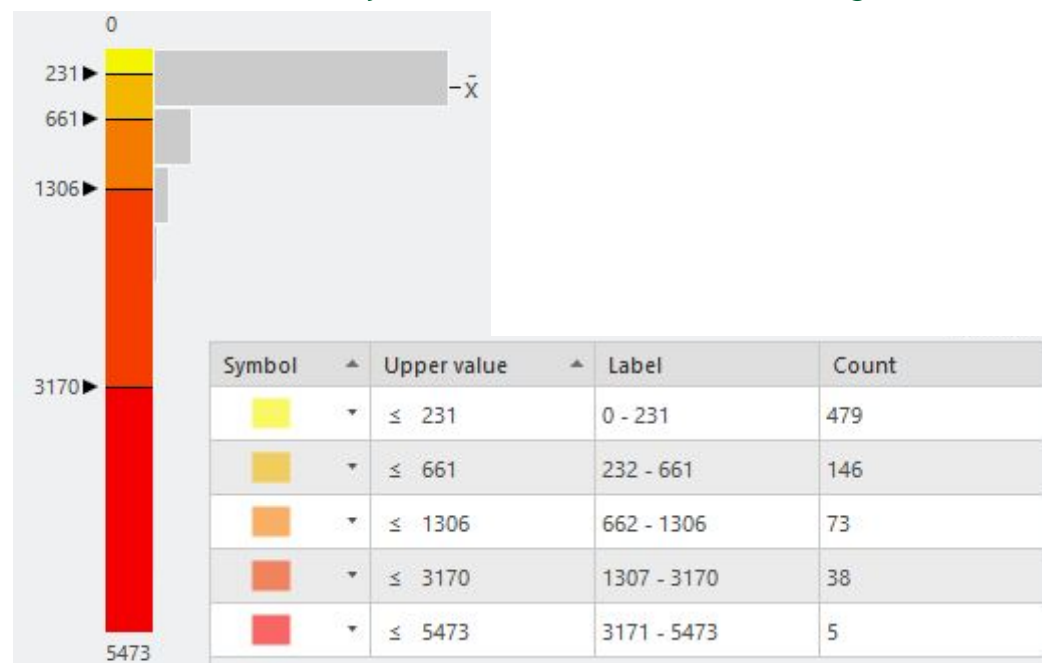 0
231
x̄
661
1306
3170
5473
Symbol Upper value Label Count
≤ 231 0 - 231 479
≤ 661 232 - 661 146
≤ 1306 662 - 1306 73
≤ 3170 1307 - 3170 38
≤ 5473 3171 - 5473 5